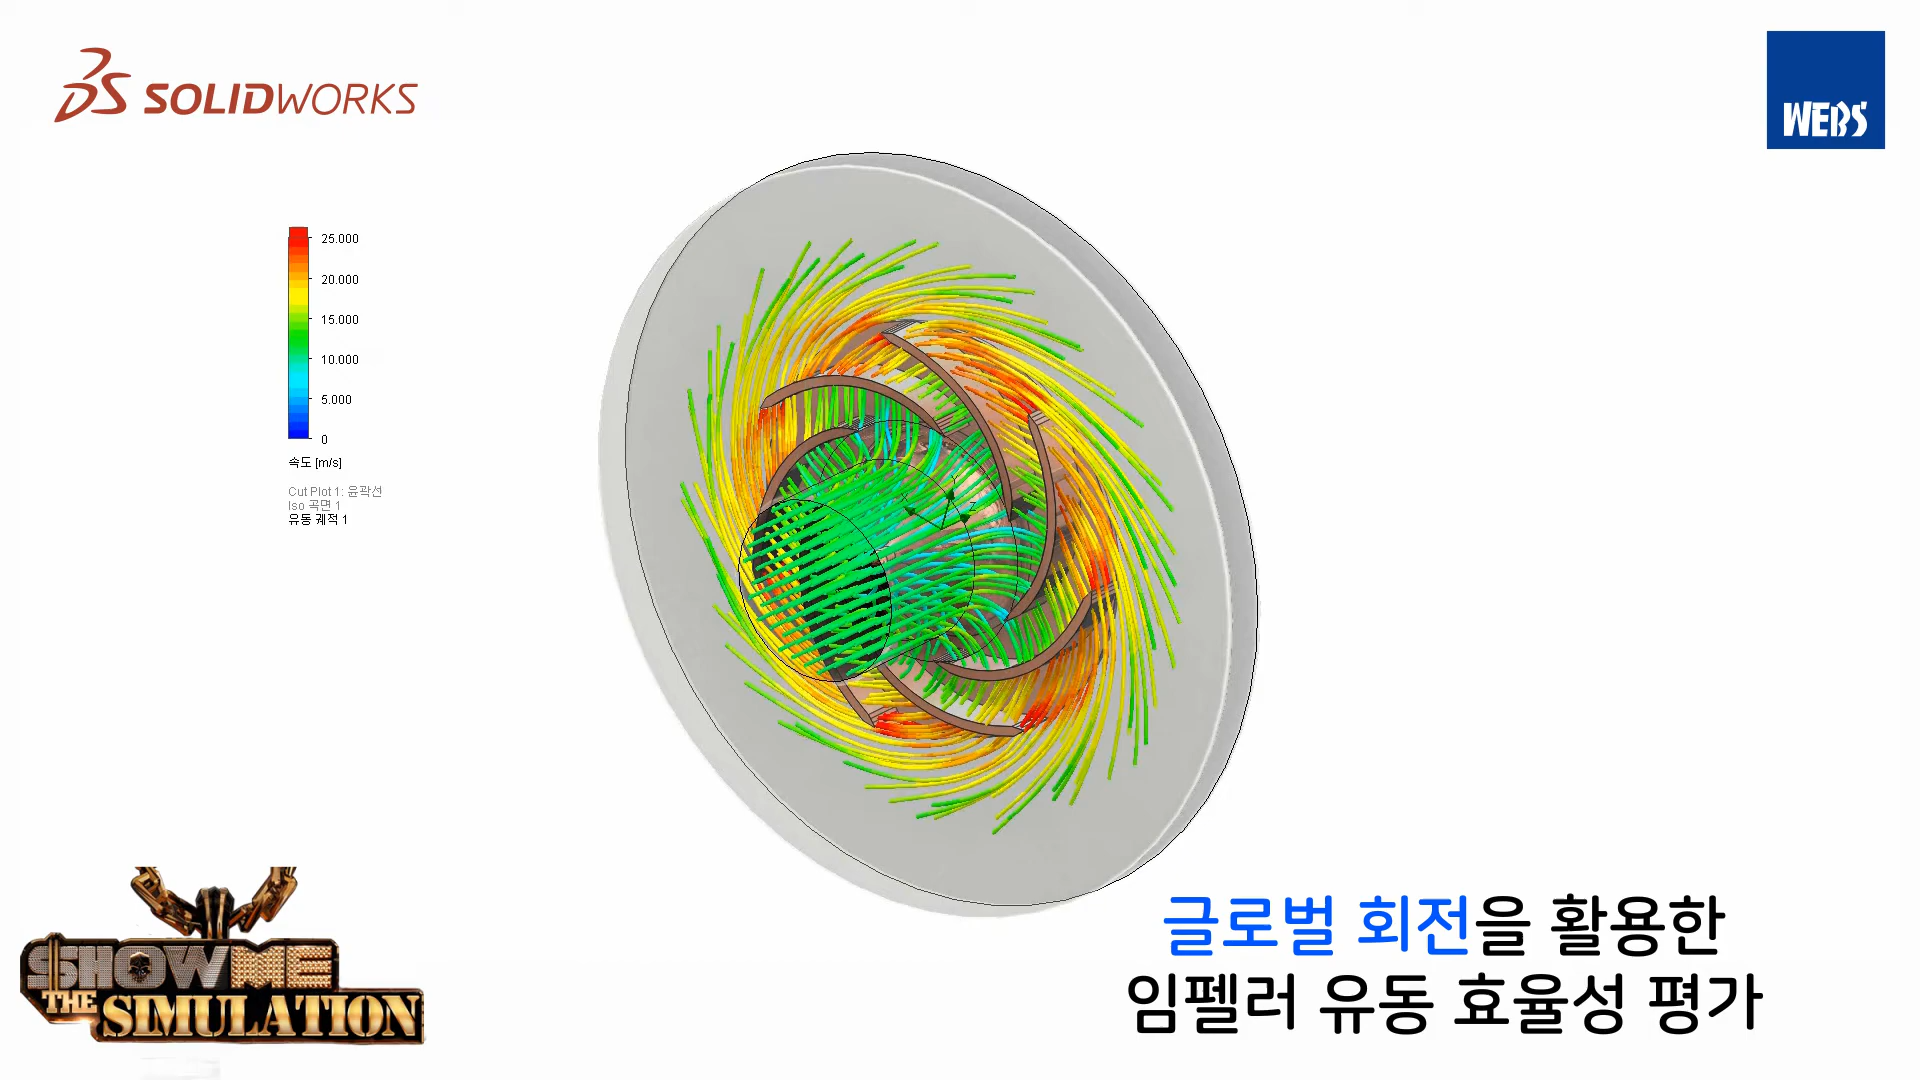 SOLIDWORKS
WEBS
25.000
20.000
15.000
10.000
5.000
0
속도 [m/s]
Cut Plot 1: 윤곽선
Iso 곡면 1
유동 궤적 1
SHOW ME
THE SIMULATION
글로벌 회전을 활용한
임펠러 유동 효율성 평가